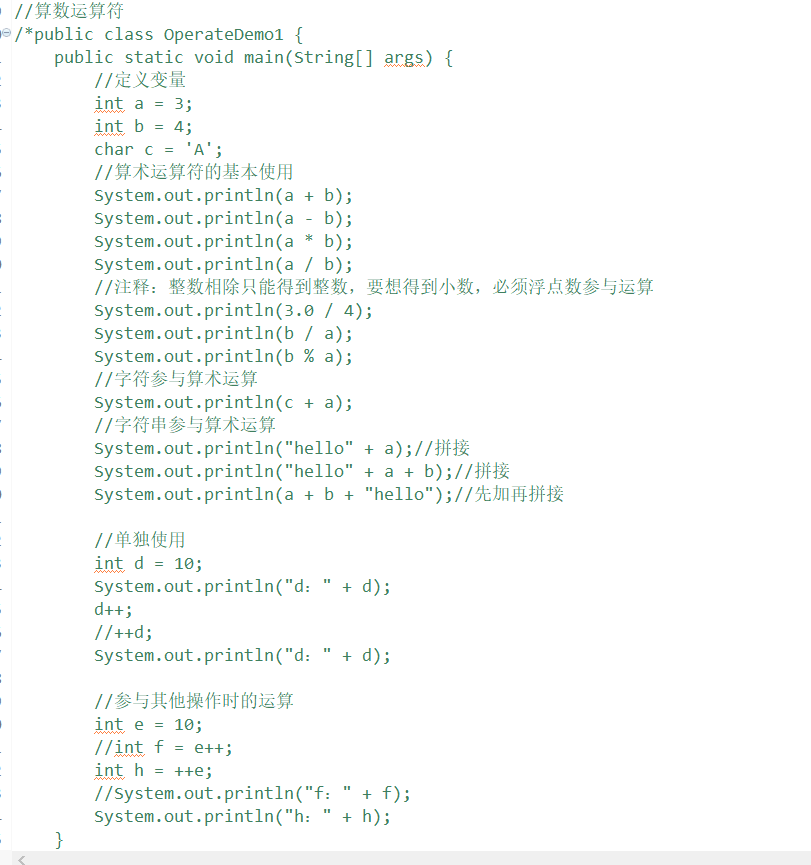 //算数运算符
/*public class OperateDemo1 {
    public static void main(String[] args) {
        //定义变量
        int a = 3;
        int b = 4;
        char c = 'A';
        //算术运算符的基本使用
        System.out.println(a + b);
        System.out.println(a - b);
        System.out.println(a * b);
        System.out.println(a / b);
        //注释：整数相除只能得到整数，要想得到小数，必须浮点数参与运算
        System.out.println(3.0 / 4);
        System.out.println(b / a);
        System.out.println(b % a);
        //字符参与算术运算
        System.out.println(c + a);
        //字符串参与算术运算
        System.out.println("hello" + a);//拼接
        System.out.println("hello" + a + b);//拼接
        System.out.println(a + b + "hello");//先加再拼接

        //单独使用
        int d = 10;
        System.out.println("d：" + d);
        d++;
        //++d;
        System.out.println("d：" + d);

        //参与其他操作时的运算
        int e = 10;
        //int f = e++;
        int h = ++e;
        //System.out.println("f：" + f);
        System.out.println("h：" + h);
    }